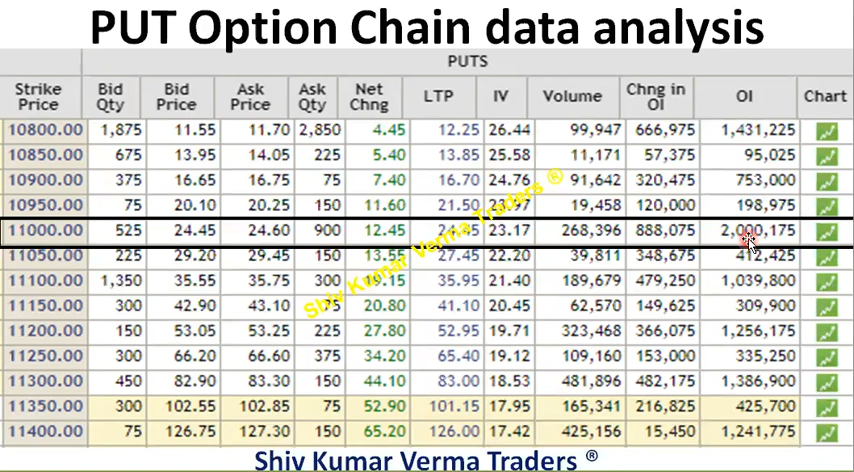 PUT Option Chain data analysis
PUTS
Strike Price Bid Qty Bid Price Ask Price Ask Qty Net Chng LTP IV Volume Chng in OI OI Chart
10800.00 1,875 11.55 11.70 2,850 4.45 12.25 26.44 99,947 666,975 1,431,225
10850.00 675 13.95 14.05 225 5.40 13.85 25.58 11,171 57,375 95,025
10900.00 375 16.65 16.75 75 7.40 16.70 24.76 91,642 320,475 753,000
10950.00 75 20.10 20.25 150 11.60 21.50 19,458 120,000 198,975
11000.00 525 24.45 24.60 900 12.45 23.17 268,396 888,075 2,000,175
11050.00 225 29.20 29.45 150 13.55 27.45 22.20 39,811 348,675 412,425
11100.00 1,350 35.55 35.75 300 35.95 21.40 189,679 479,250 1,039,800
11150.00 300 42.90 43.10 75 20.80 41.10 20.45 62,570 149,625 309,900
11200.00 150 53.05 53.25 225 27.80 52.95 19.71 323,468 366,075 1,256,175
11250.00 300 66.20 66.60 375 34.20 65.40 19.12 109,160 153,000 335,250
11300.00 450 82.90 83.30 150 44.10 83.00 18.53 481,896 482,175 1,386,900
11350.00 300 102.55 102.85 75 52.90 101.15 17.95 165,341 216,825 425,700
11400.00 75 126.75 127.30 150 65.20 126.00 17.42 425,156 15,450 1,241,775
Shiv Kumar Verma Traders ®
Shiv Kumar Verma Traders ®